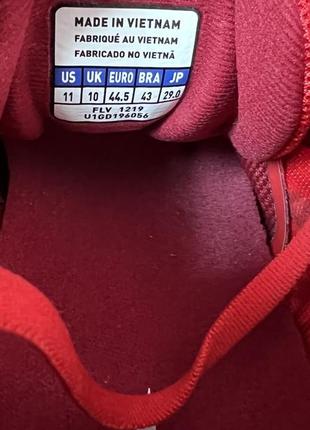 MADE IN VIETNAM
FABRIQUÉ AU VIETNAM
FABRICADO NO VIETNÃ
US UK EURO BRA JP
11 10 44.5 43 29.0
FLV 1219
U1GD196056